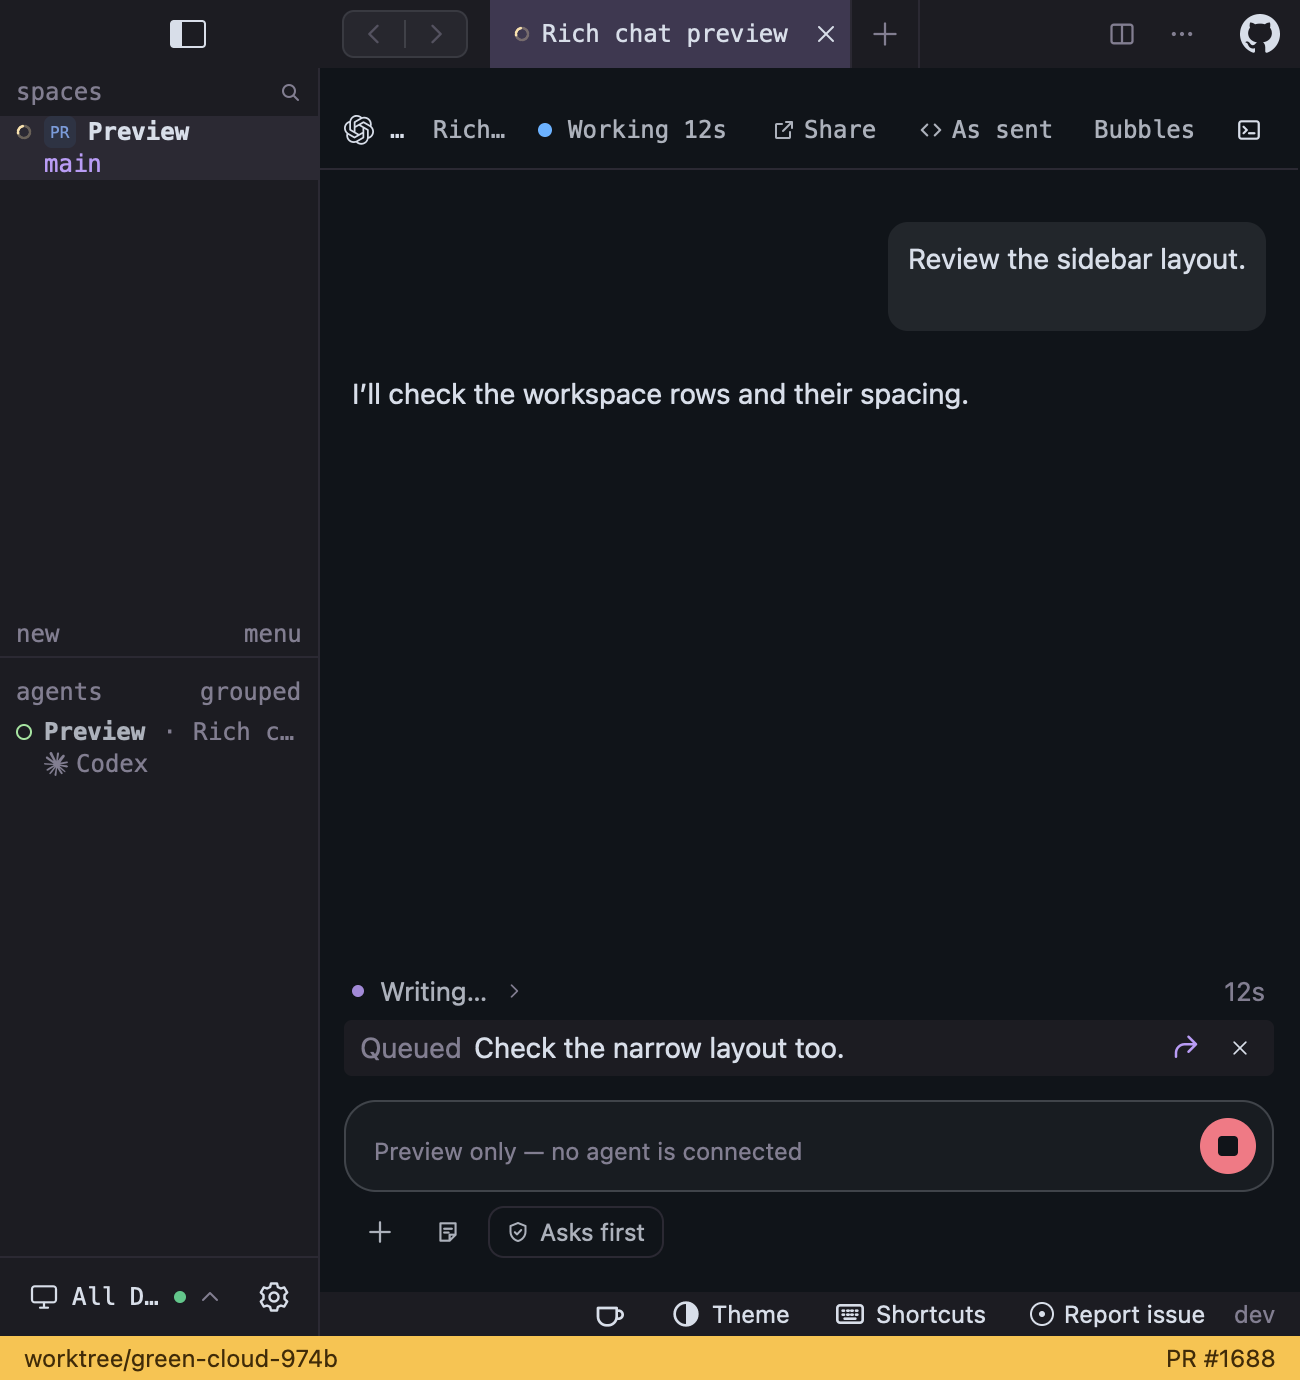 Rich chat preview
spaces
PR Preview
main
… Rich… Working 12s Share As sent Bubbles
Review the sidebar layout.
I’ll check the workspace rows and their spacing.
new menu
agents grouped
Preview · Rich c…
Codex
Writing… 12s
Queued Check the narrow layout too.
Preview only — no agent is connected
Asks first
All D…
Theme Shortcuts Report issue dev
worktree/green-cloud-974b PR #1688